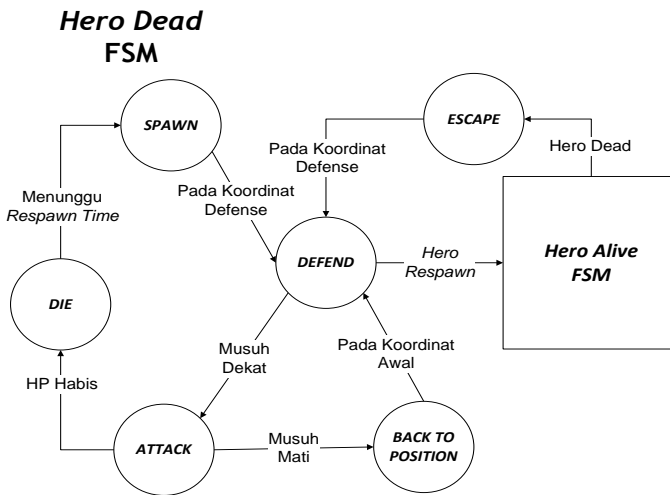 Hero Dead
FSM
SPAWN
ESCAPE
Pada Koordinat
Defense
Hero Dead
Menunggu
Respawn Time
Pada Koordinat
Defense
DEFEND
Hero
Respawn
Hero Alive
FSM
DIE
Musuh
Dekat
Pada Koordinat
Awal
HP Habis
ATTACK
Musuh
Mati
BACK TO
POSITION